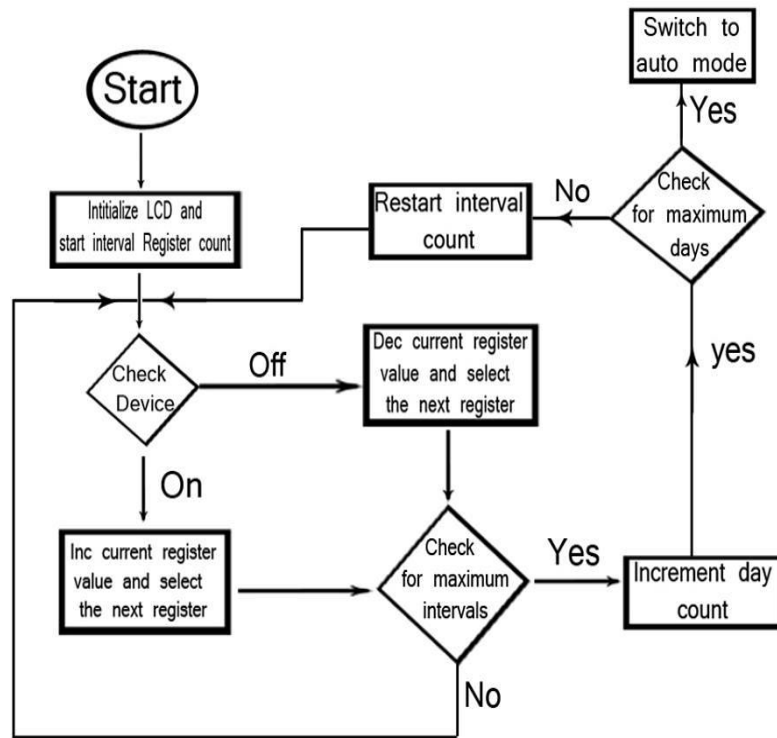 Start
Intitialize LCD and
start interval Register count
Check
Device
Off
On
Dec current register
value and select
the next register
Inc current register
value and select
the next register
Check
for maximum
intervals
Yes
No
Increment day
count
yes
Check
for maximum
days
No
Yes
Restart interval
count
Switch to
auto mode